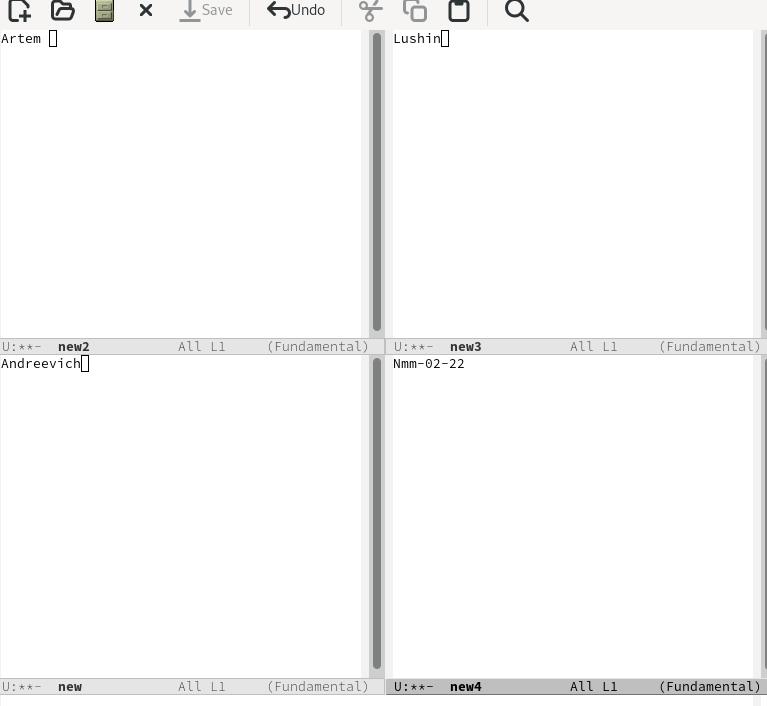 Save Undo
Artem
Lushin
U:**-  new2           All L1     (Fundamental)
U:**-  new3           All L1     (Fundamental)
Andreevich
Nmm-02-22
U:**-  new            All L1     (Fundamental)
U:**-  new4           All L1     (Fundamental)